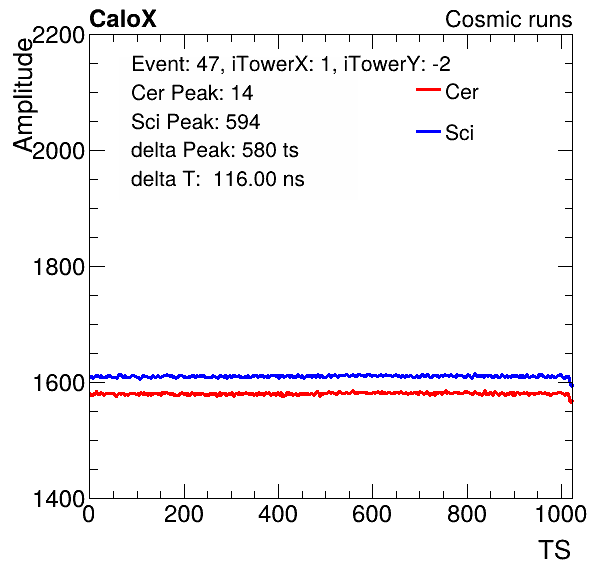 CaloX Cosmic runs
Amplitude
2200
2000
1800
1600
1400
Event: 47, iTowerX: 1, iTowerY: -2
Cer Peak: 14
Sci Peak: 594
delta Peak: 580 ts
delta T: 116.00 ns
Cer
Sci
0 200 400 600 800 1000
TS